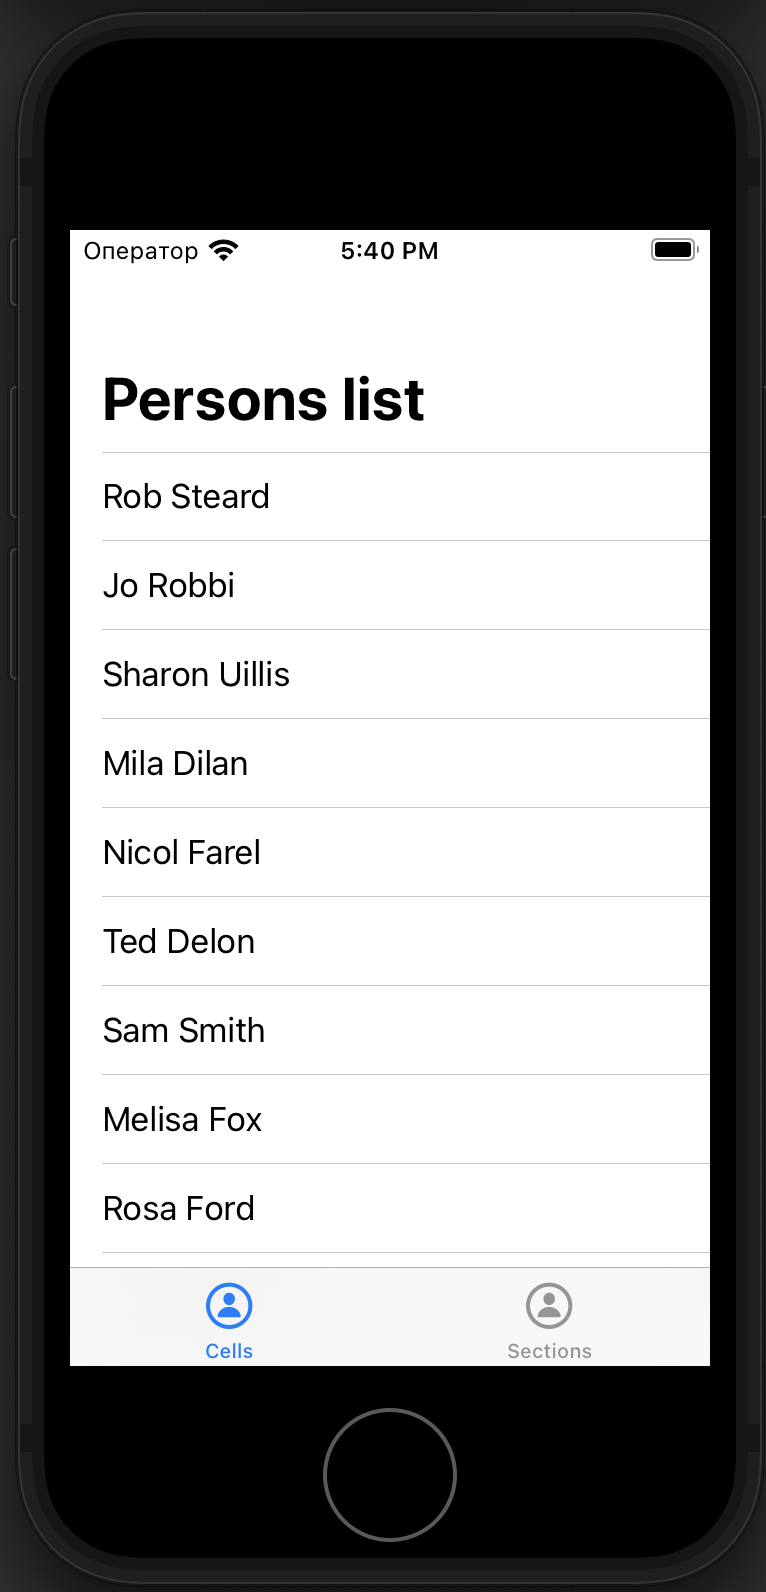 Оператор 5:40 PM
Persons list
Rob Steard
Jo Robbi
Sharon Uillis
Mila Dilan
Nicol Farel
Ted Delon
Sam Smith
Melisa Fox
Rosa Ford
Cells Sections